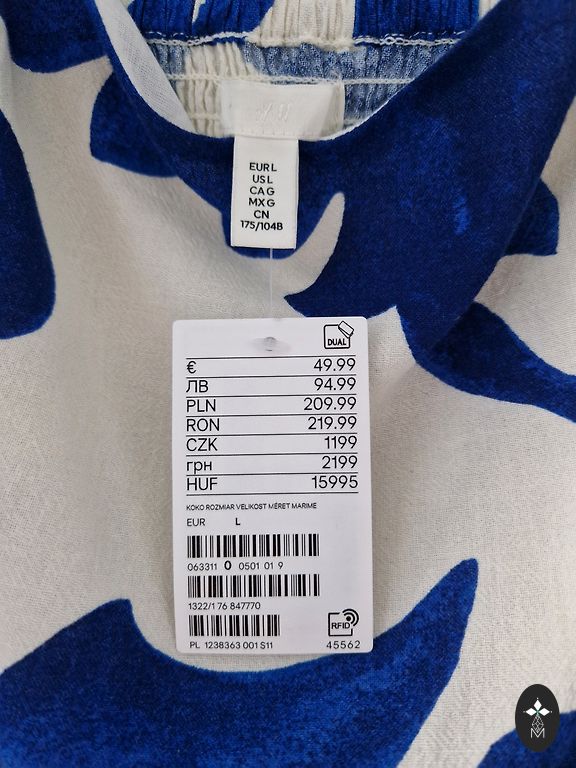 H&M
EUR L
US L
CA G
MX G
CN
175/104B
DUAL
€ 49.99
ЛВ 94.99
PLN 209.99
RON 219.99
CZK 1199
грн 2199
HUF 15995
KOKO ROZMIAR VELIKOST MÉRET MARIME
EUR L
063311 0 0501 01 9
1322/1 76 847770
RFID
PL 1238363 001 S11
45562
M